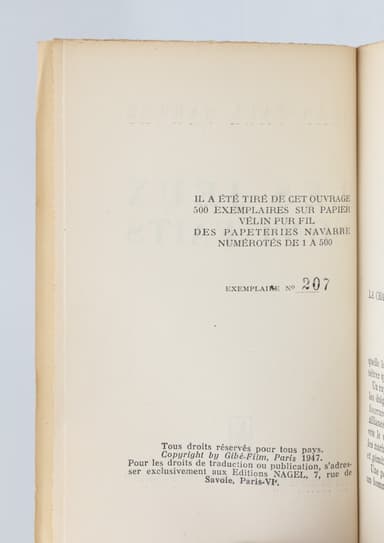 IL A ÉTÉ TIRÉ DE CET OUVRAGE
500 EXEMPLAIRES SUR PAPIER
VÉLIN PUR FIL
DES PAPETERIES NAVARRE
NUMÉROTÉS DE 1 A 500
EXEMPLAIRE Nº 207
Tous droits réservés pour tous pays.
Copyright by Gibé-Film, Paris 1947.
Pour les droits de traduction ou publication, s'adres-
ser exclusivement aux Editions NAGEL, 7, rue de
Savoie, Paris-VIᵉ.